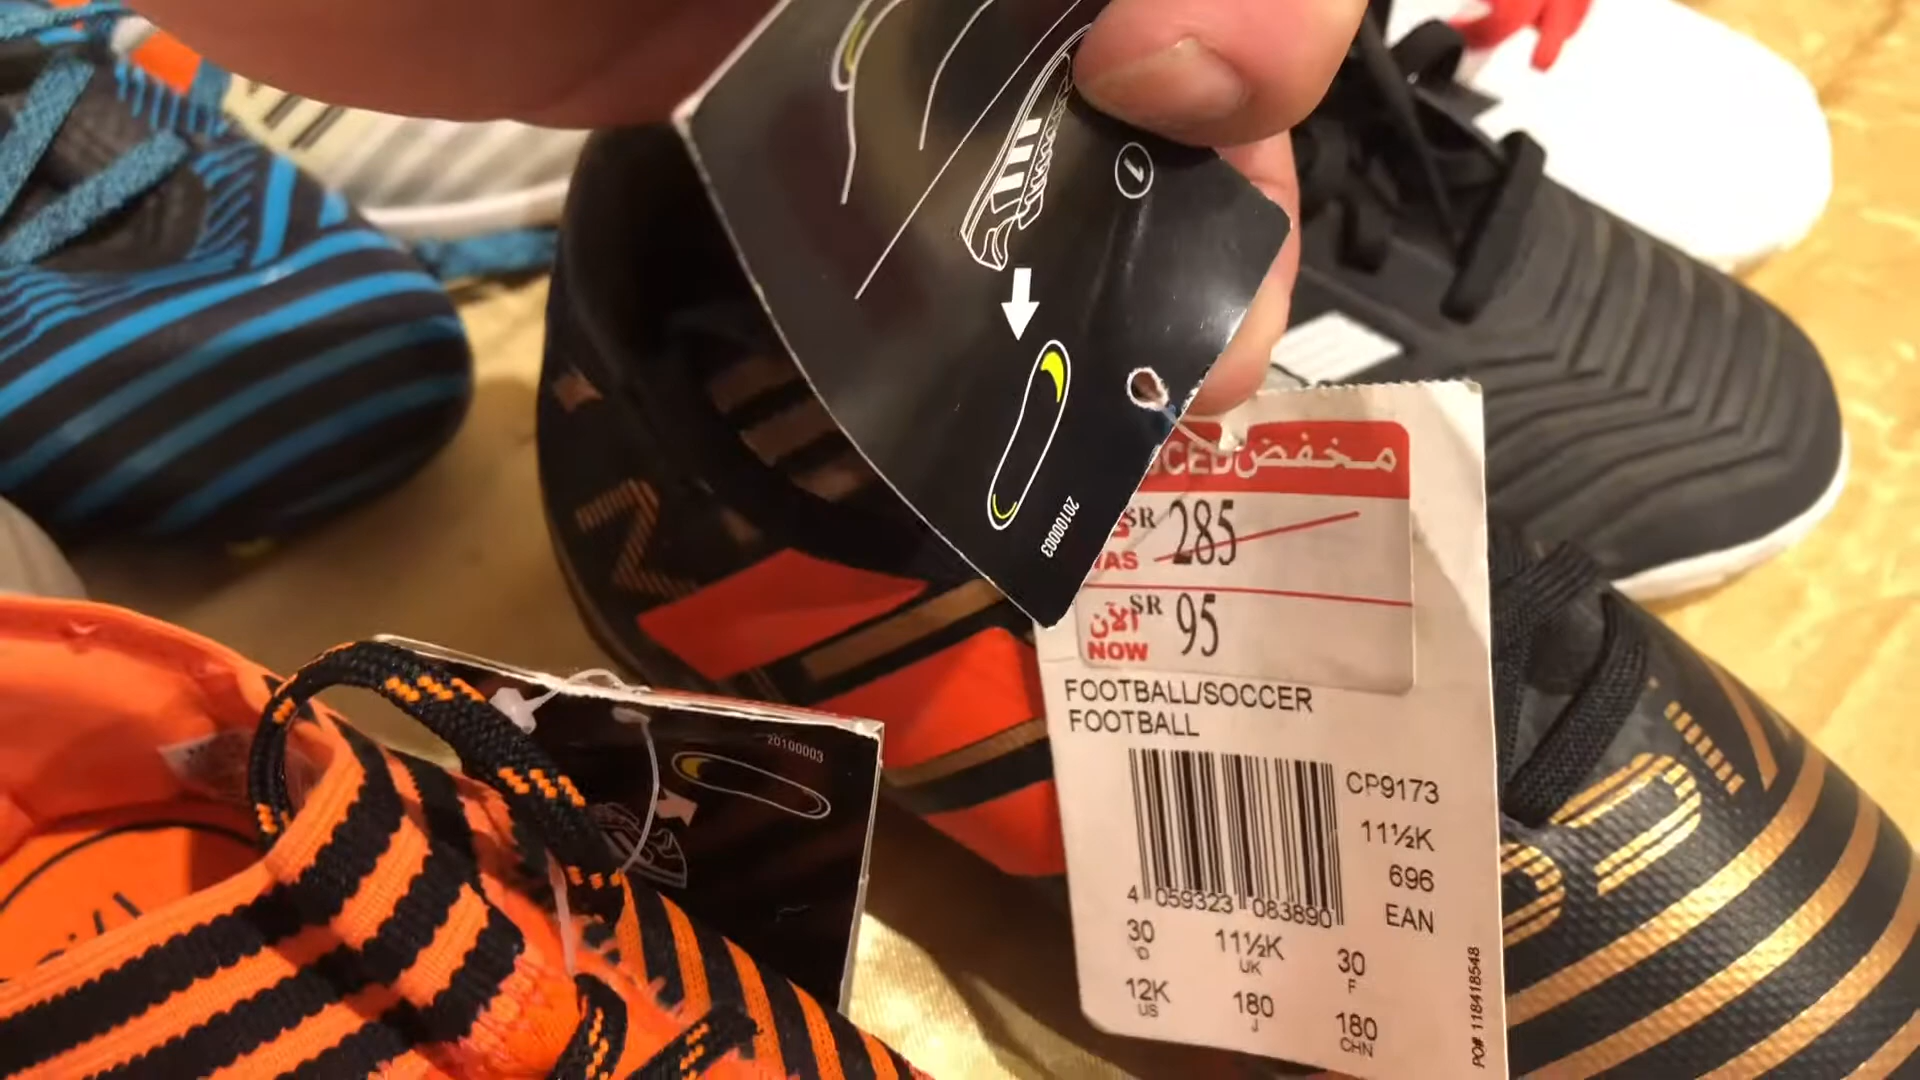 1
20100003
مخفض
SR 285
SR 95
الآن
NOW
FOOTBALL/SOCCER
FOOTBALL
CP9173
11½K
696
EAN
4 059323 083890
30 11½K 30
D UK F
12K 180 180
US J CHN
PO# 118418548
20100003